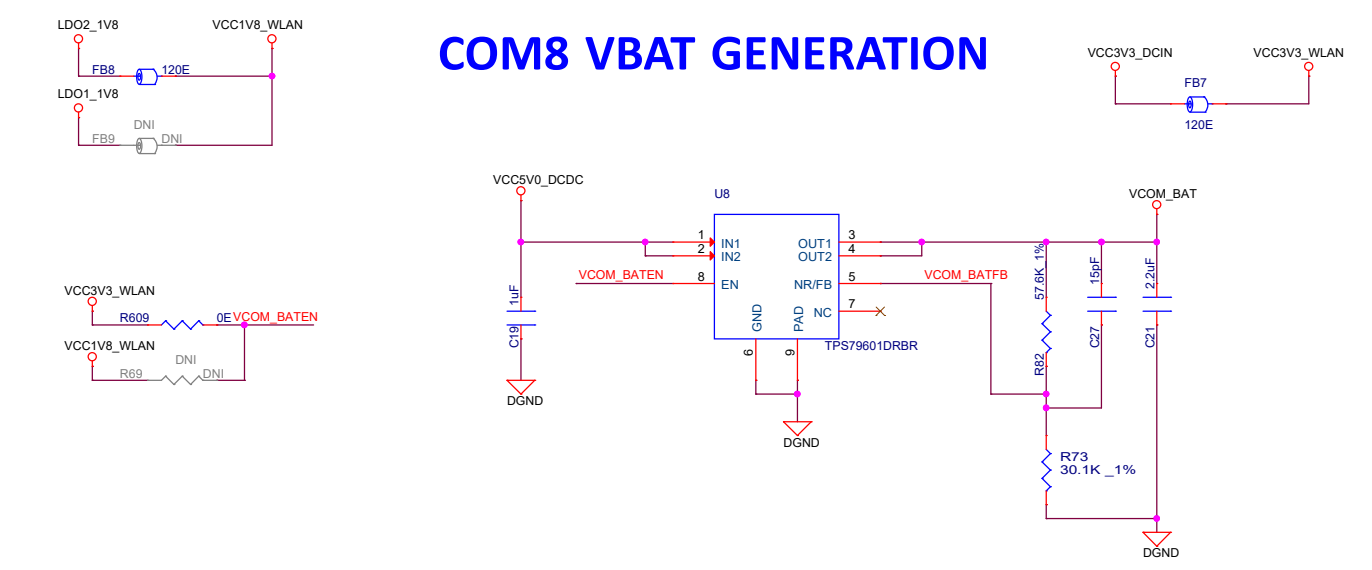 COM8 VBAT GENERATION
LDO2_1V8
VCC1V8_WLAN
FB8
120E
LDO1_1V8
DNI
FB9
DNI
VCC3V3_DCIN
VCC3V3_WLAN
FB7
120E
VCC5V0_DCDC
U8
VCOM_BAT
1
IN1
OUT1
3
2
IN2
OUT2
4
VCOM_BATEN
8
EN
NR/FB
5
VCOM_BATFB
NC
7
GND
PAD
6
9
TPS79601DRBR
1uF
C19
DGND
DGND
57.6K_1%
R82
15pF
C27
2.2uF
C21
R73
30.1K _1%
DGND
VCC3V3_WLAN
R609
0E
VCOM_BATEN
VCC1V8_WLAN
DNI
R69
DNI